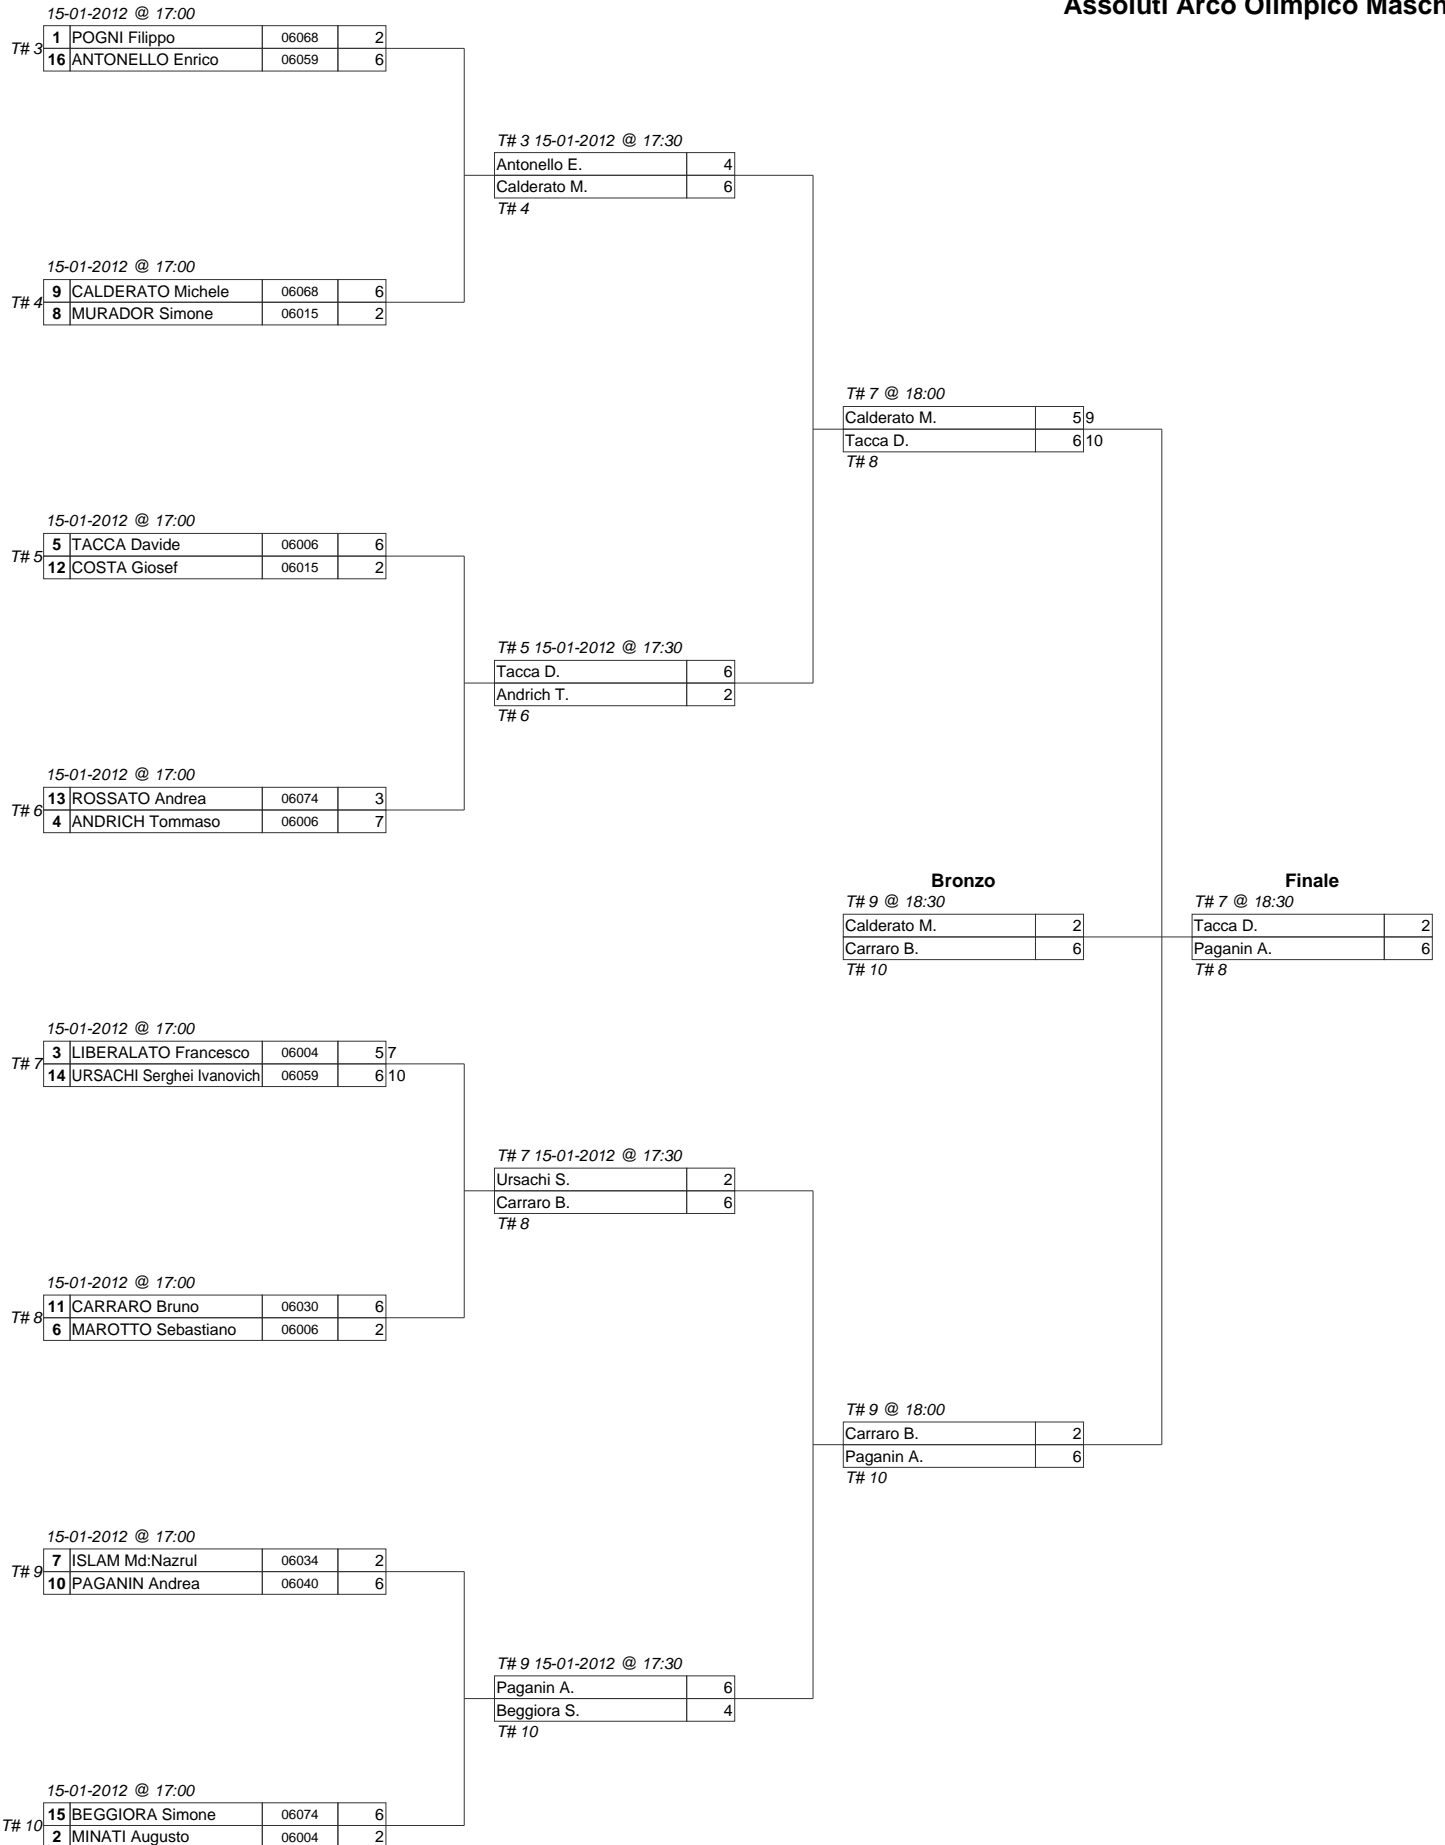 Assoluti Arco Olimpico
15-01-2012 @ 17:00
T# 3
1 POGNI Filippo 06068 2
16 ANTONELLO Enrico 06059 6
T# 3 15-01-2012 @ 17:30
Antonello E. 4
Calderato M. 6
T# 4
15-01-2012 @ 17:00
T# 4
9 CALDERATO Michele 06068 6
8 MURADOR Simone 06015 2
T# 7 @ 18:00
Calderato M. 5 9
Tacca D. 6 10
T# 8
15-01-2012 @ 17:00
T# 5
5 TACCA Davide 06006 6
12 COSTA Giosef 06015 2
T# 5 15-01-2012 @ 17:30
Tacca D. 6
Andrich T. 2
T# 6
15-01-2012 @ 17:00
T# 6
13 ROSSATO Andrea 06074 3
4 ANDRICH Tommaso 06006 7
Bronzo
T# 9 @ 18:30
Calderato M. 2
Carraro B. 6
T# 10
Finale
T# 7 @ 18:30
Tacca D. 2
Paganin A. 6
T# 8
15-01-2012 @ 17:00
T# 7
3 LIBERALATO Francesco 06004 5 7
14 URSACHI Serghei Ivanovich 06059 6 10
T# 7 15-01-2012 @ 17:30
Ursachi S. 2
Carraro B. 6
T# 8
15-01-2012 @ 17:00
T# 8
11 CARRARO Bruno 06030 6
6 MAROTTO Sebastiano 06006 2
T# 9 @ 18:00
Carraro B. 2
Paganin A. 6
T# 10
15-01-2012 @ 17:00
T# 9
7 ISLAM Md:Nazrul 06034 2
10 PAGANIN Andrea 06040 6
T# 9 15-01-2012 @ 17:30
Paganin A. 6
Beggiora S. 4
T# 10
15-01-2012 @ 17:00
T# 10
15 BEGGIORA Simone 06074 6
2 MINATI Augusto 06004 2